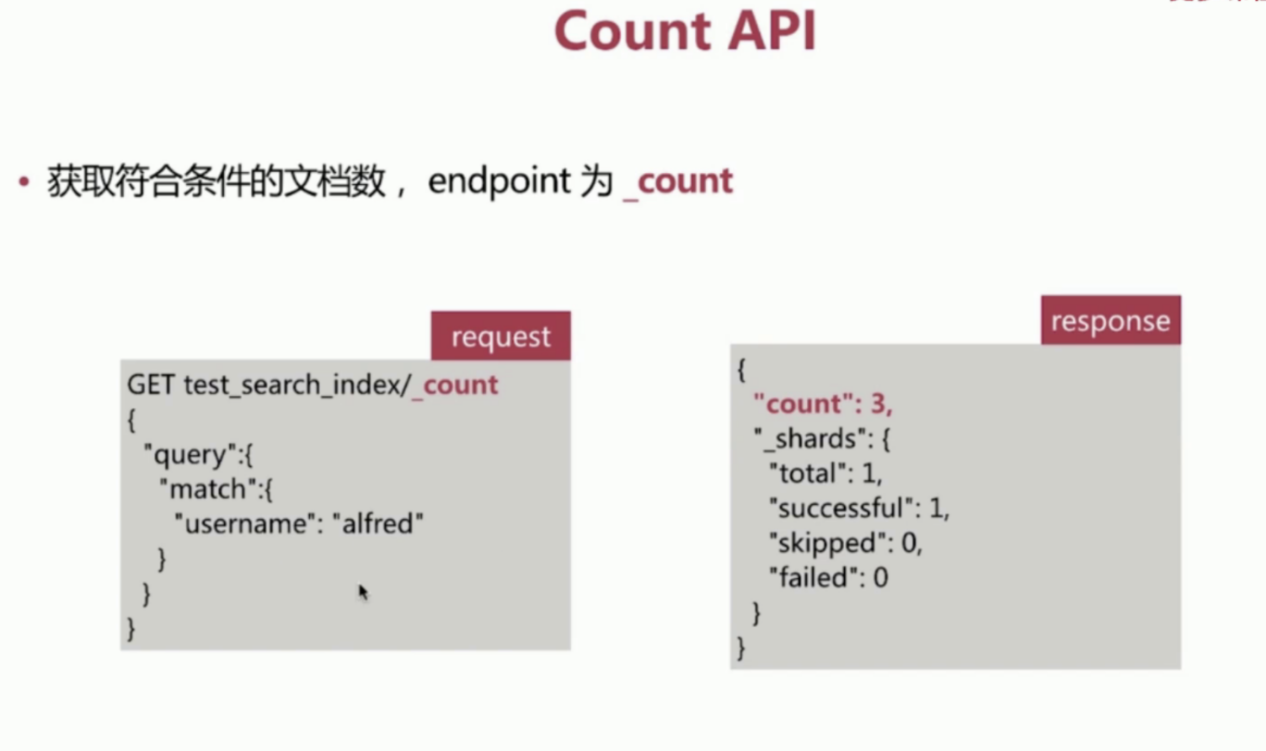 Count API
• 获取符合条件的文档数，endpoint 为 _count
request
GET test_search_index/_count
{
"query":{
"match":{
"username": "alfred"
}
}
}
response
{
"count": 3,
"_shards": {
"total": 1,
"successful": 1,
"skipped": 0,
"failed": 0
}
}